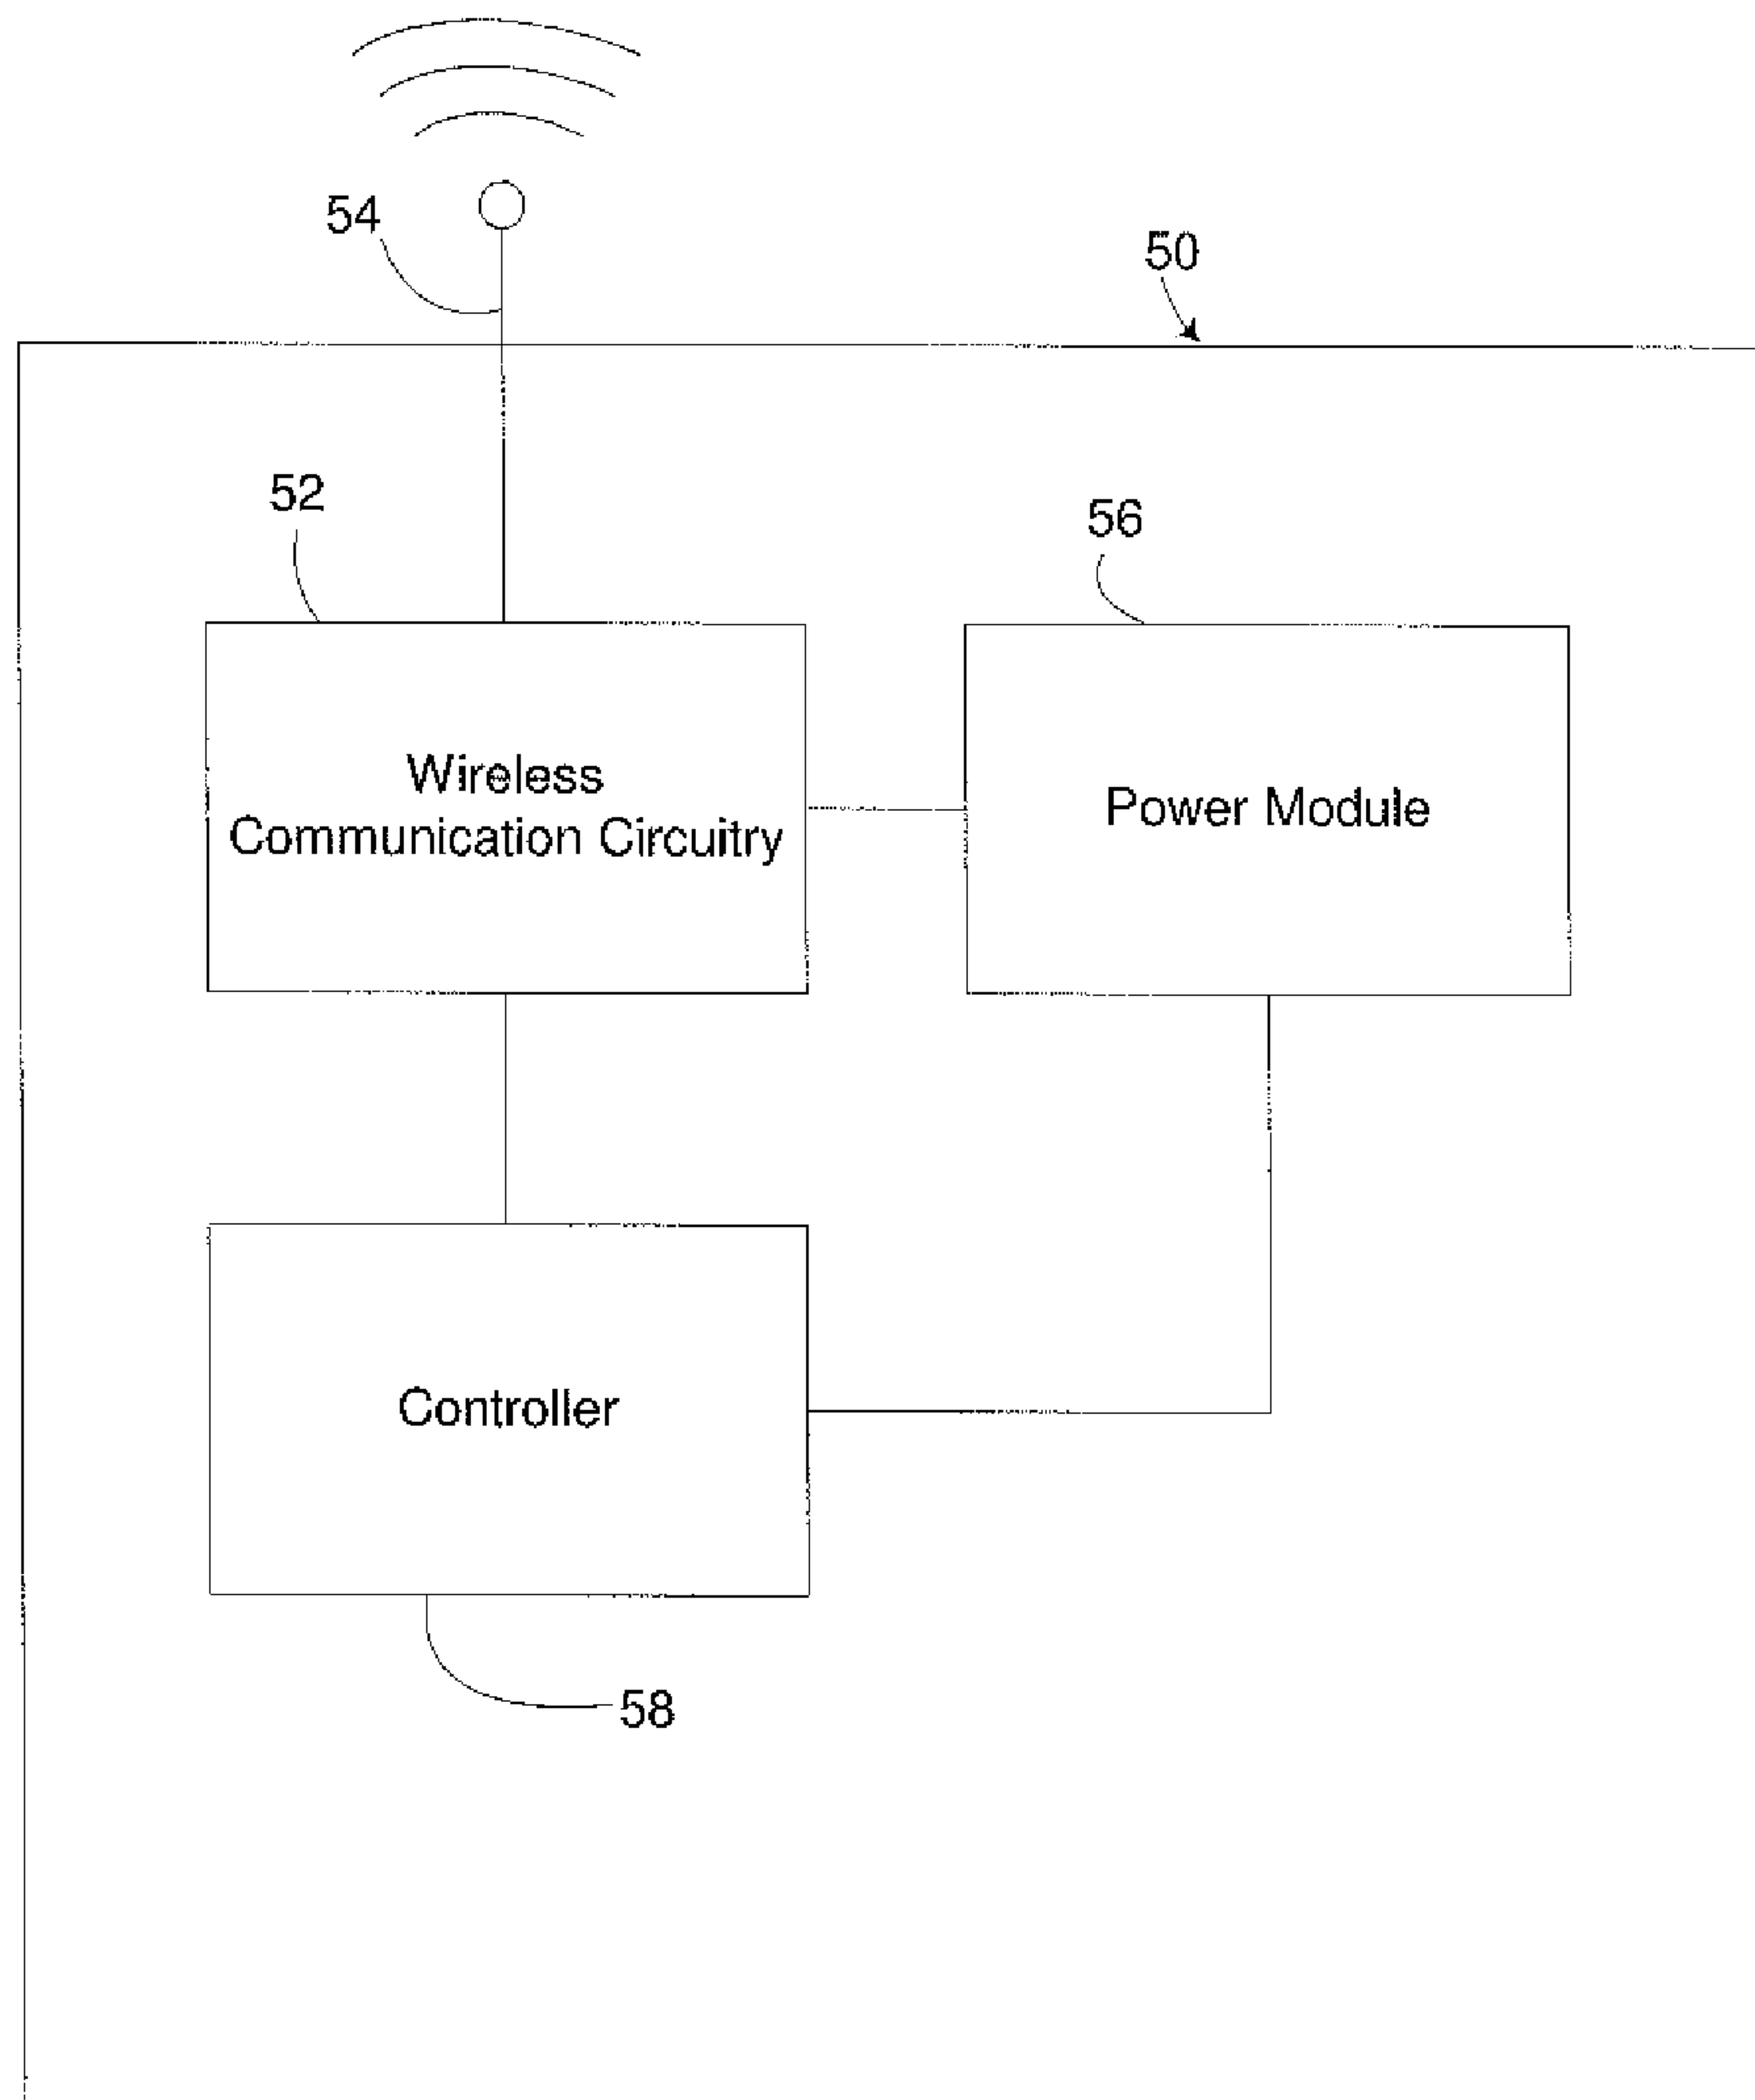 54
50
52
56
Wireless
Communication Circuitry
Power Module
Controller
58